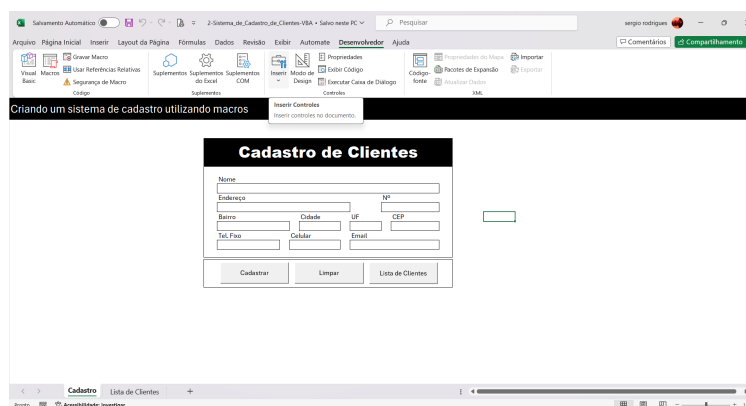 Salvamento Automático
2-Sistema_de_Cadastro_de_Clientes-VBA • Salvo neste PC
Pesquisar
sergio rodrigues
Arquivo Página Inicial Inserir Layout da Página Fórmulas Dados Revisão Exibir Automate Desenvolvedor Ajuda
Comentários
Compartilhamento
Visual Basic
Macros
Gravar Macro
Usar Referências Relativas
Segurança de Macro
Código
Suplementos
Suplementos do Excel
Suplementos COM
Suplementos
Inserir
Modo de Design
Propriedades
Exibir Código
Executar Caixa de Diálogo
Controles
Código-fonte
Propriedades do Mapa
Pacotes de Expansão
Atualizar Dados
Importar
Exportar
XML
Inserir Controles
Inserir controles no documento.
Criando um sistema de cadastro utilizando macros
Cadastro de Clientes
Nome
Endereço Nº
Bairro Cidade UF CEP
Tel. Fixo Celular Email
Cadastrar Limpar Lista de Clientes
Cadastro Lista de Clientes +
Pronto Acessibilidade: investigar